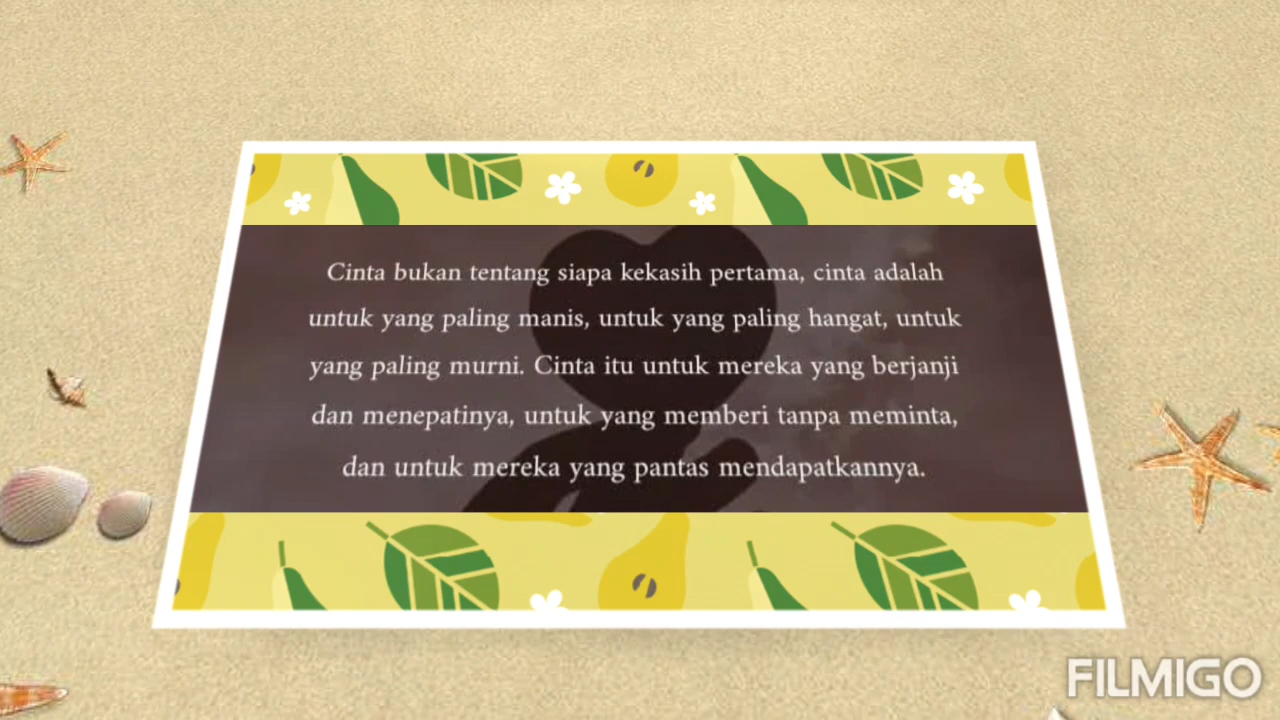 Cinta bukan tentang siapa kekasih pertama, cinta adalah
untuk yang paling manis, untuk yang paling hangat, untuk
yang paling murni. Cinta itu untuk mereka yang berjanji
dan menepatinya, untuk yang memberi tanpa meminta,
dan untuk mereka yang pantas mendapatkannya.
FILMIGO